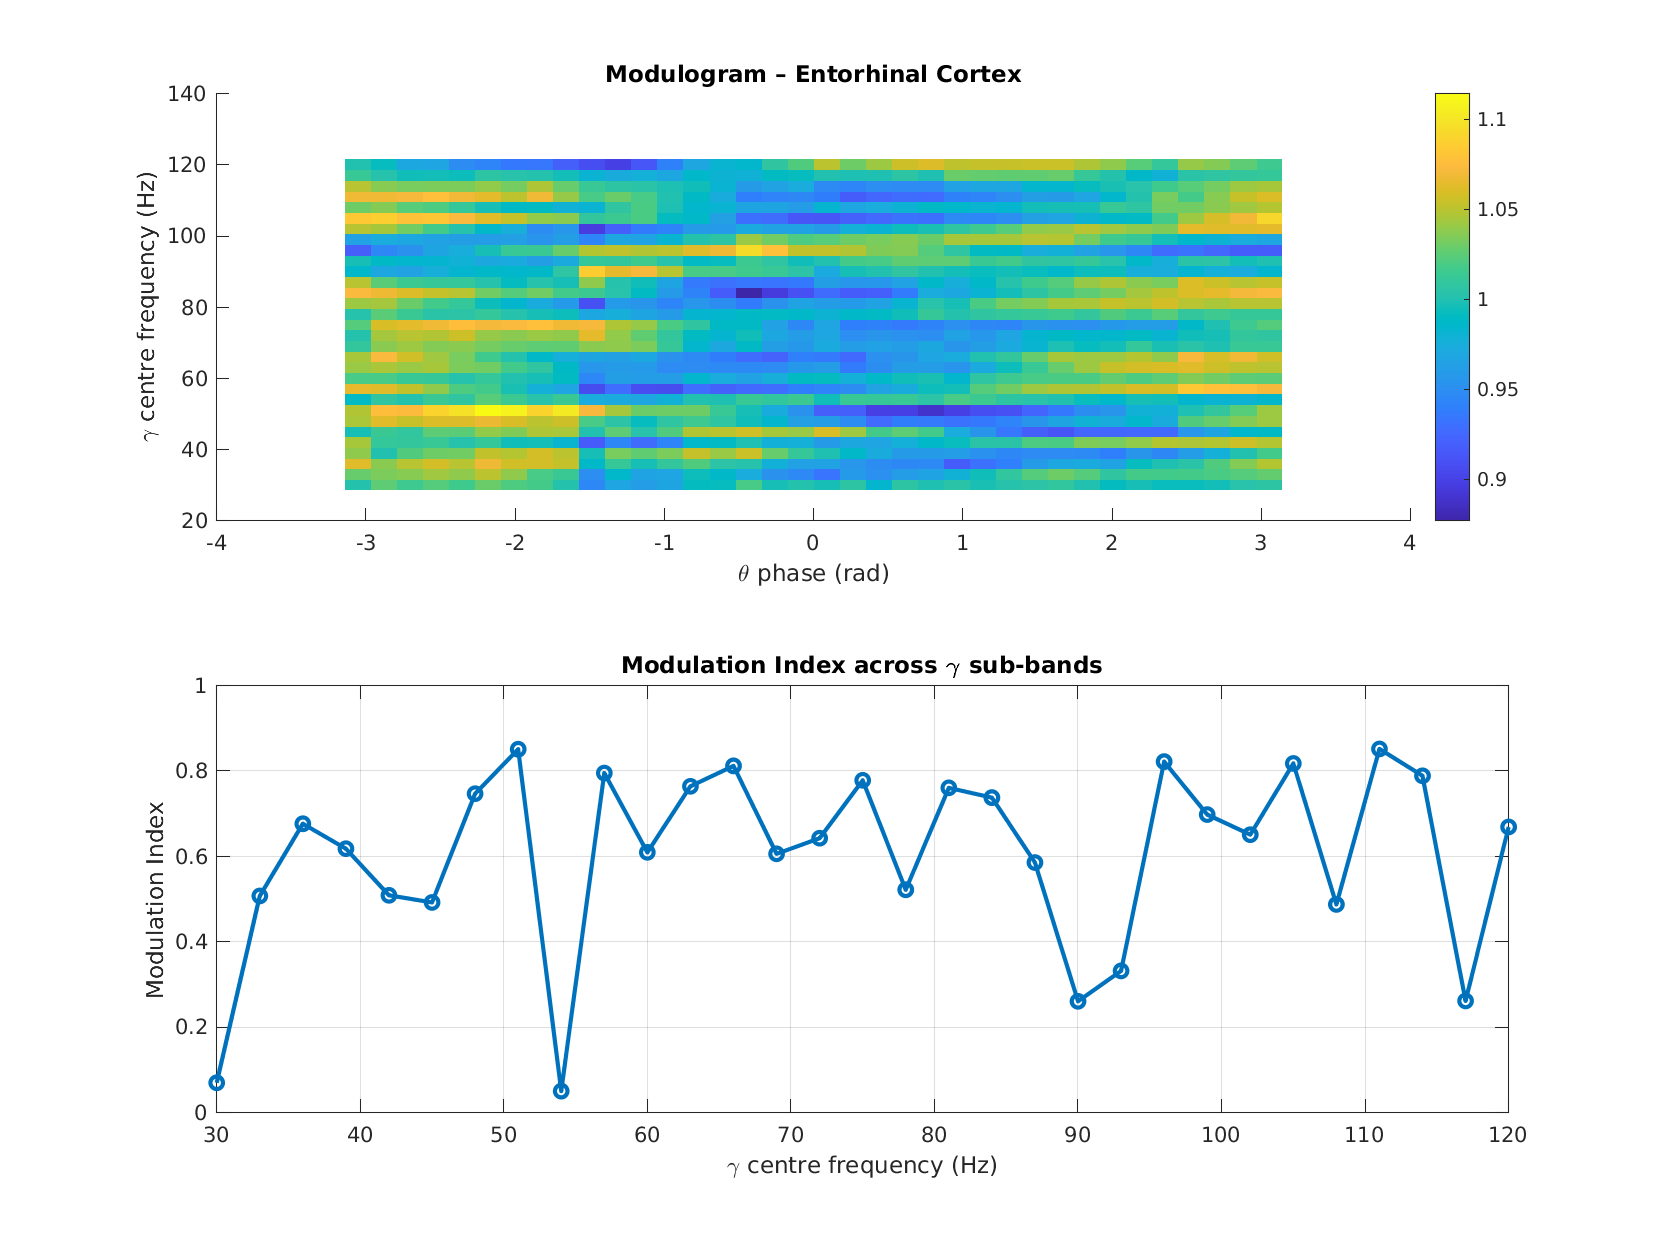 Modulogram – Entorhinal Cortex
γ centre frequency (Hz)
140
120
100
80
60
40
20
-4 -3 -2 -1 0 1 2 3 4
θ phase (rad)
1.1
1.05
1
0.95
0.9
Modulation Index across γ sub-bands
Modulation Index
1
0.8
0.6
0.4
0.2
0
30 40 50 60 70 80 90 100 110 120
γ centre frequency (Hz)